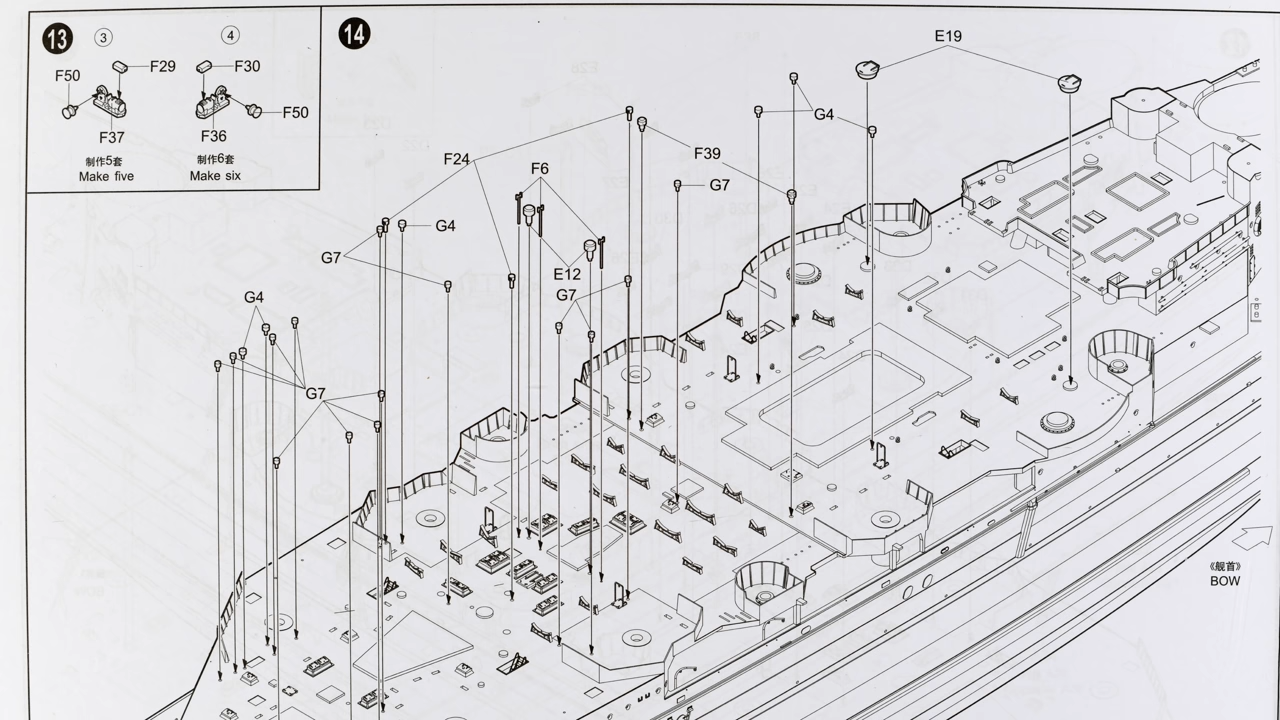 13
③
④
F50
F29
F30
F50
F37
F36
制作5套
Make five
制作6套
Make six
14
E19
G4
F24
F39
F6
G7
G4
G7
E12
G7
G4
G7
《舰首》
BOW